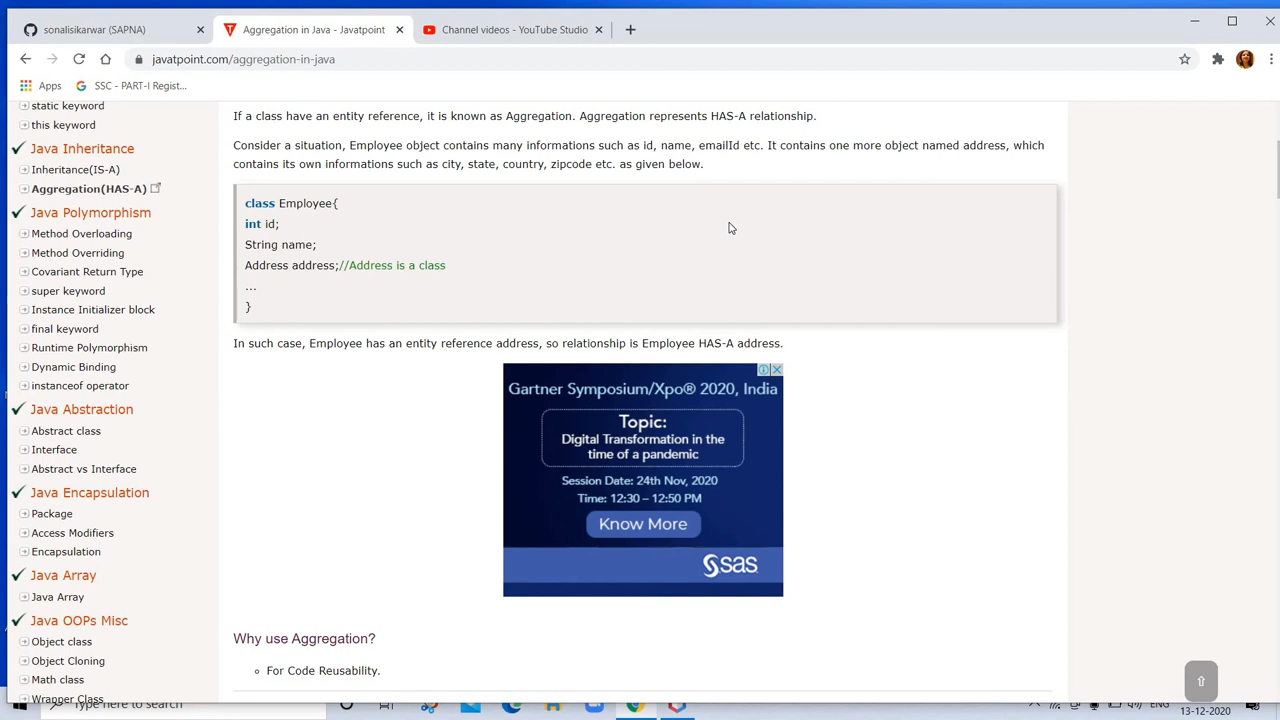 sonalisikarwar (SAPNA)
Aggregation in Java - Javatpoint
Channel videos - YouTube Studio
javatpoint.com/aggregation-in-java
Apps
SSC - PART-I Regist...
static keyword
this keyword
Java Inheritance
Inheritance(IS-A)
Aggregation(HAS-A)
Java Polymorphism
Method Overloading
Method Overriding
Covariant Return Type
super keyword
Instance Initializer block
final keyword
Runtime Polymorphism
Dynamic Binding
instanceof operator
Java Abstraction
Abstract class
Interface
Abstract vs Interface
Java Encapsulation
Package
Access Modifiers
Encapsulation
Java Array
Java Array
Java OOPs Misc
Object class
Object Cloning
Math class
Wrapper Class
If a class have an entity reference, it is known as Aggregation. Aggregation represents HAS-A relationship.
Consider a situation, Employee object contains many informations such as id, name, emailId etc. It contains one more object named address, which
contains its own informations such as city, state, country, zipcode etc. as given below.
class Employee{
int id;
String name;
Address address;//Address is a class
...
}
In such case, Employee has an entity reference address, so relationship is Employee HAS-A address.
Gartner Symposium/Xpo® 2020, India
Topic:
Digital Transformation in the
time of a pandemic
Session Date: 24th Nov, 2020
Time: 12:30 – 12:50 PM
Know More
sas
Why use Aggregation?
For Code Reusability.
Type here to search
ENG
13-12-2020